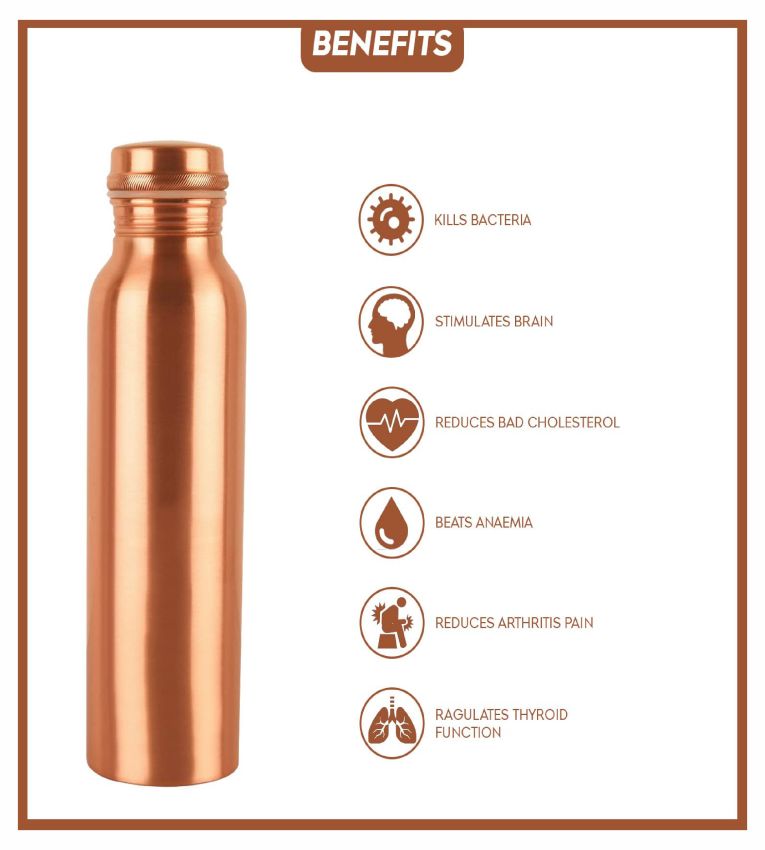 BENEFITS
KILLS BACTERIA
STIMULATES BRAIN
REDUCES BAD CHOLESTEROL
BEATS ANAEMIA
REDUCES ARTHRITIS PAIN
RAGULATES THYROID
FUNCTION